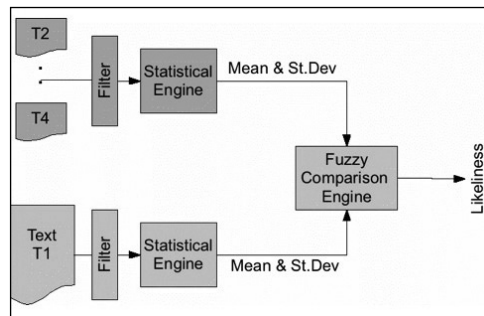 T2
T4
Filter
Statistical
Engine
Mean & St.Dev
Fuzzy
Comparison
Engine
Likeliness
Text
T1
Filter
Statistical
Engine
Mean & St.Dev